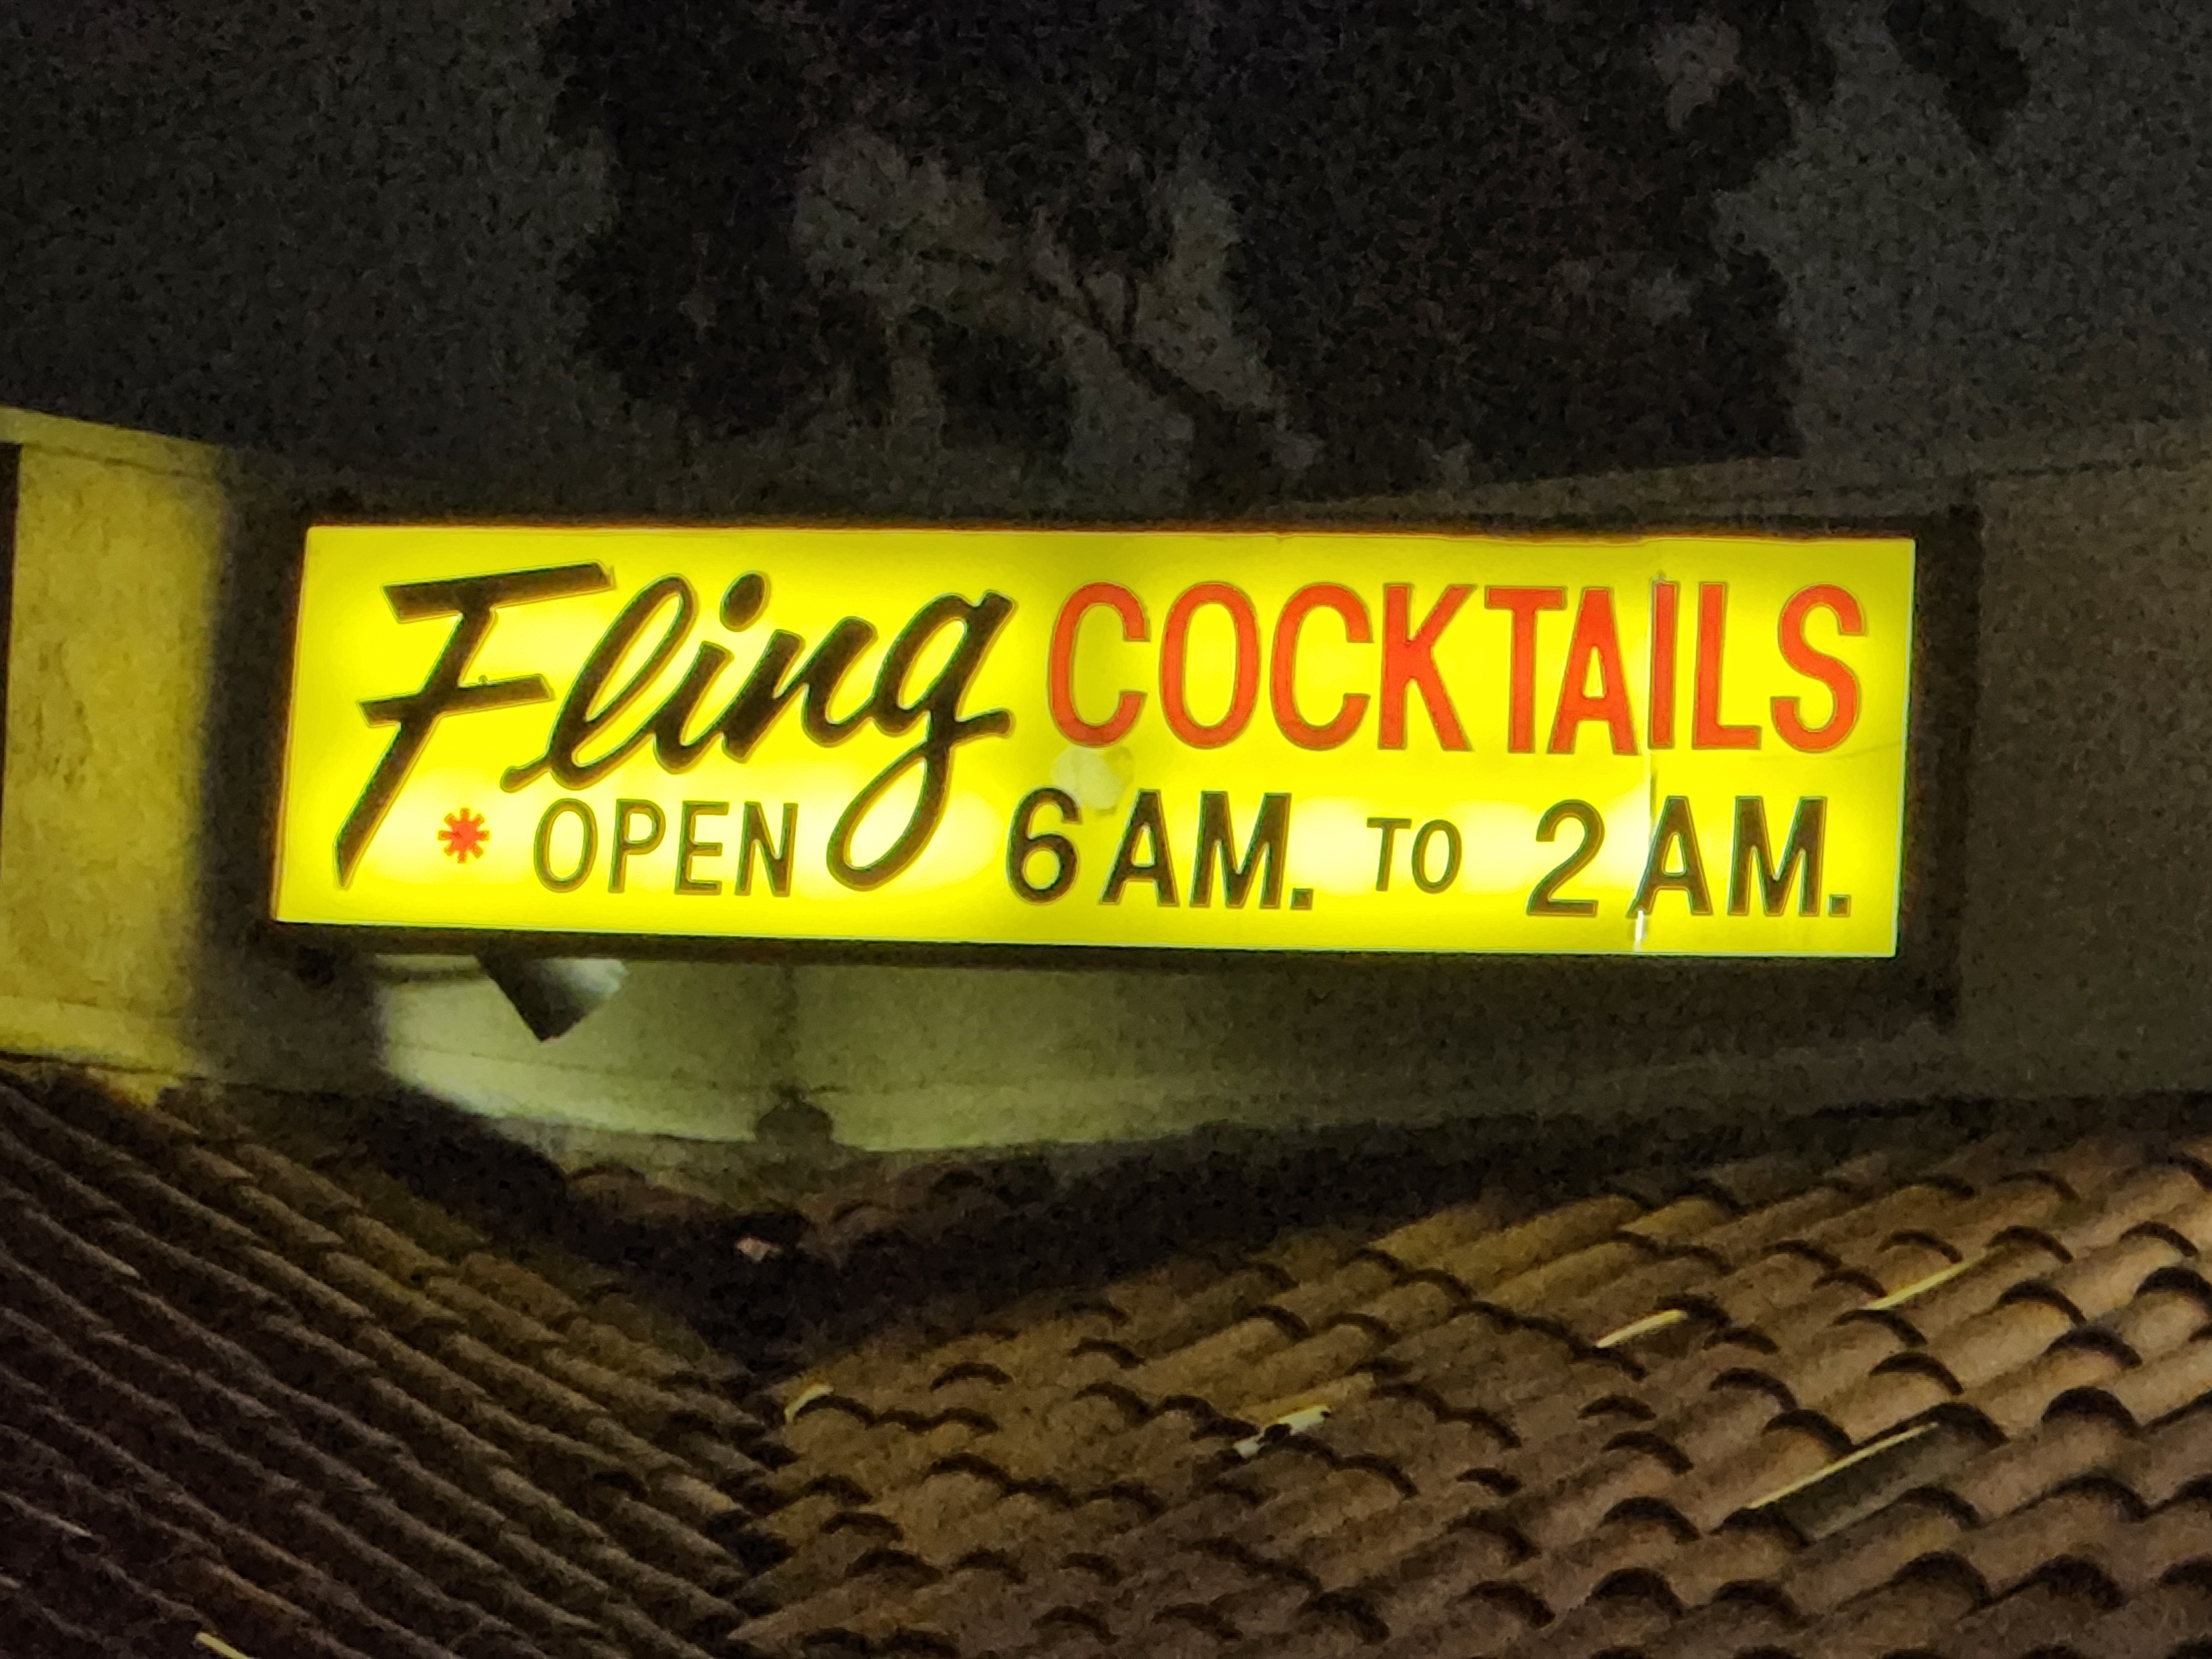 Fling COCKTAILS
* OPEN 6 AM. TO 2 AM.